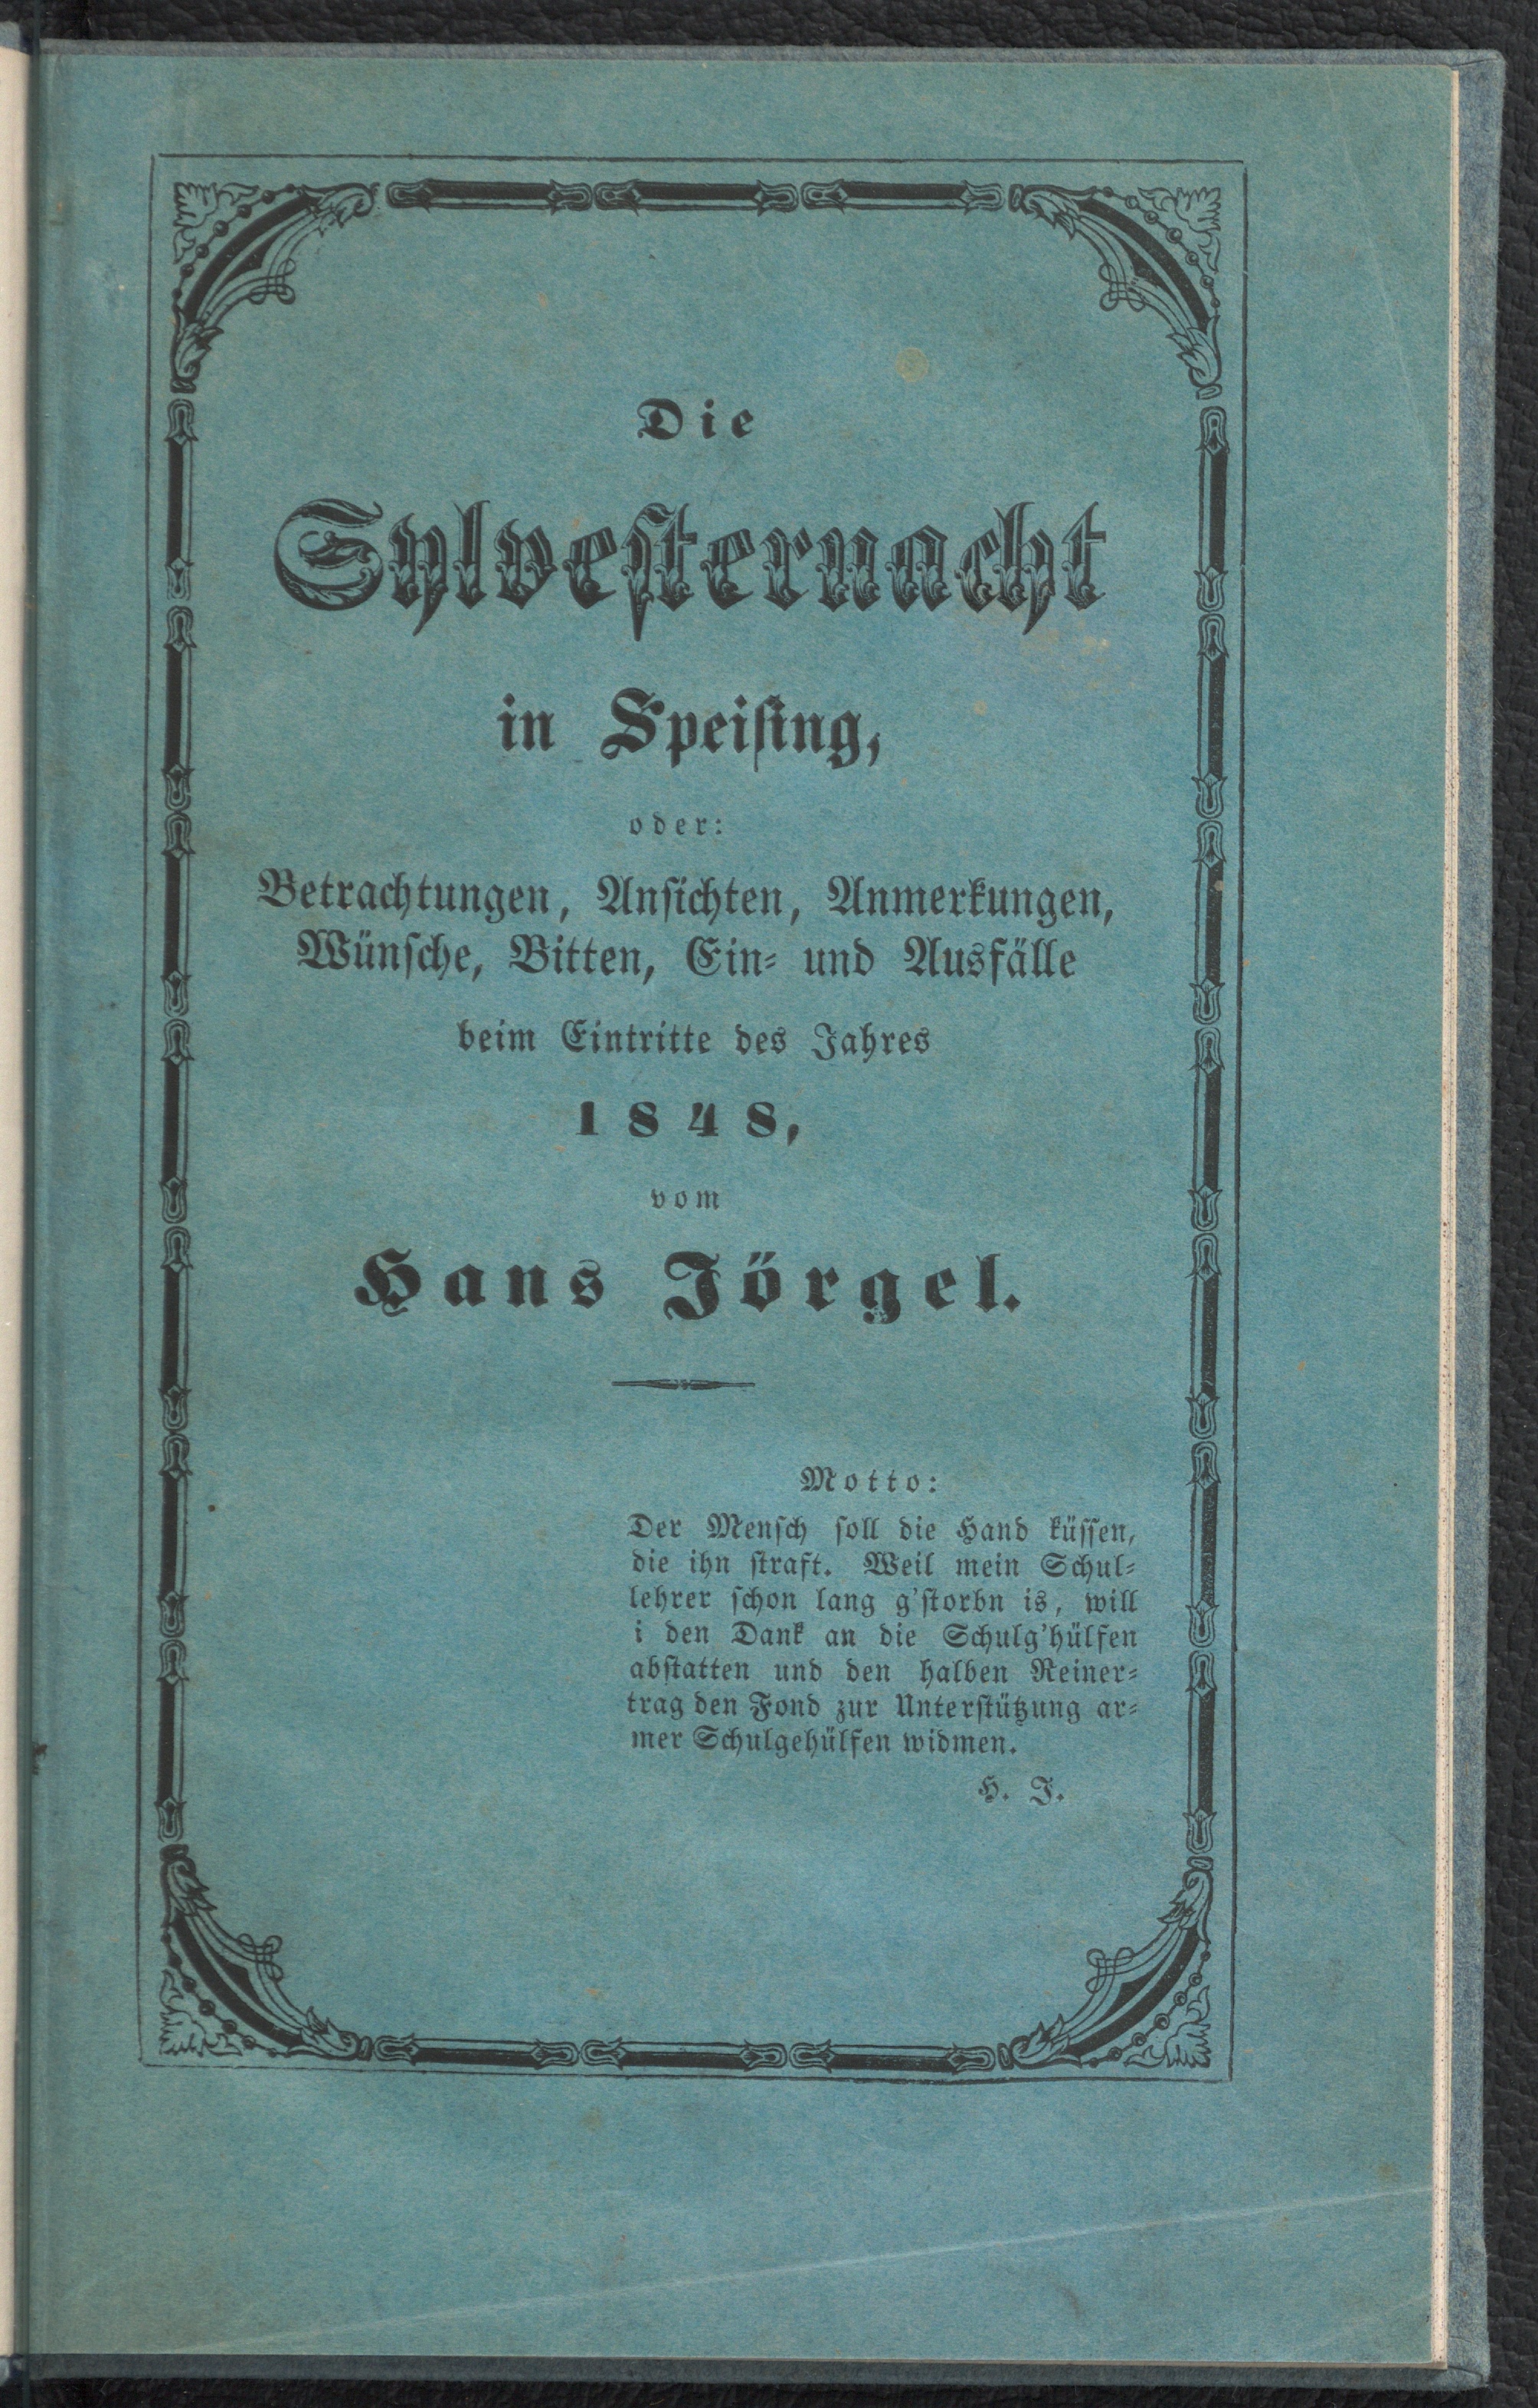 Die
Sylvesternacht
in Speising,
oder:
Betrachtungen, Ansichten, Anmerkungen,
Wünsche, Bitten, Ein- und Ausfälle
beim Eintritte des Jahres
1848,
vom
Hans Jörgel.
Motto:
Der Mensch soll die Hand küssen,
die ihn straft. Weil mein Schul-
lehrer schon lang g'storbn is, will
i den Dank an die Schulg'hülfen
abstatten und den halben Reiner-
trag den Fond zur Unterstützung ar-
mer Schulgehülfen widmen.
H. J.